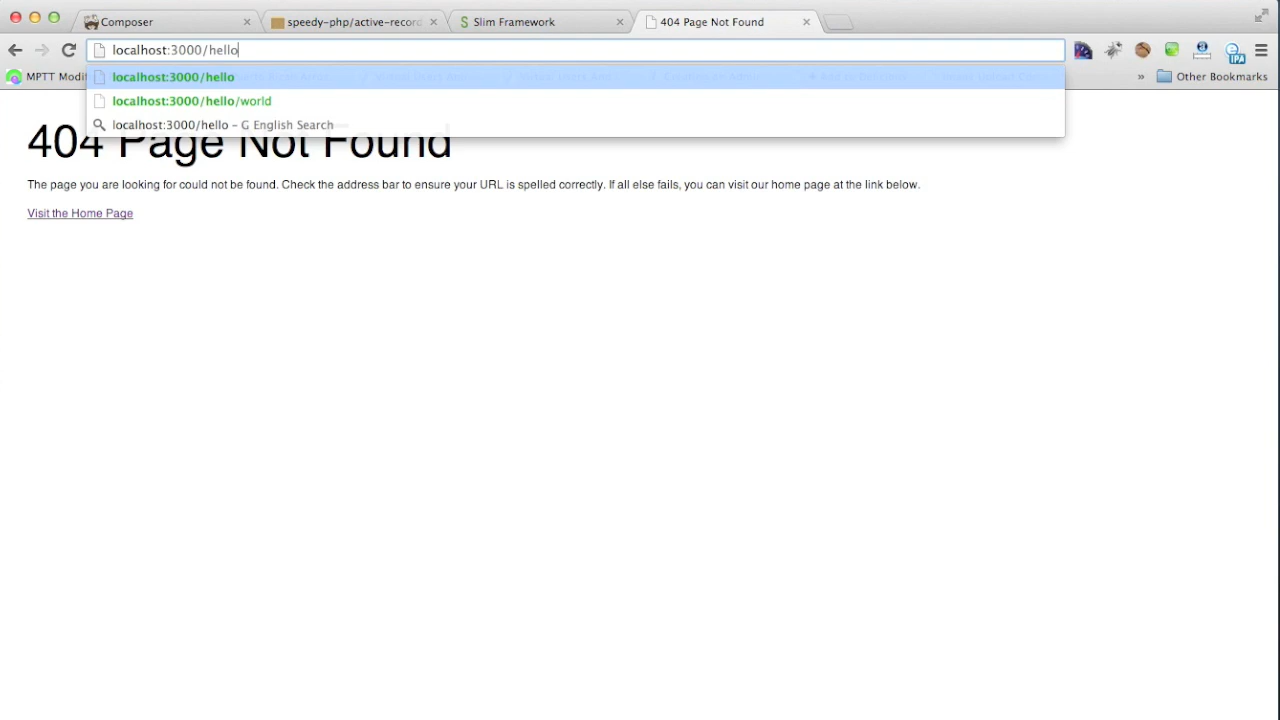 Composer
speedy-php/active-record
Slim Framework
404 Page Not Found
localhost:3000/hello
MPTT Modif
Other Bookmarks
localhost:3000/hello
localhost:3000/hello/world
localhost:3000/hello – G English Search
404 Page Not Found
The page you are looking for could not be found. Check the address bar to ensure your URL is spelled correctly. If all else fails, you can visit our home page at the link below.
Visit the Home Page